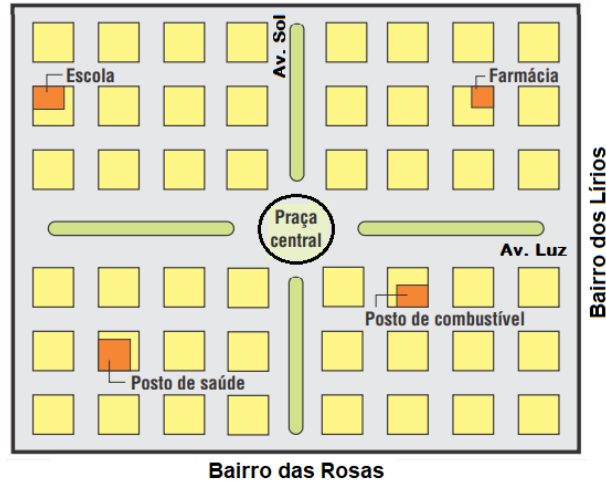 Av. Sol
Escola
Farmácia
Praça
central
Av. Luz
Posto de combustível
Posto de saúde
Bairro dos Lírios
Bairro das Rosas